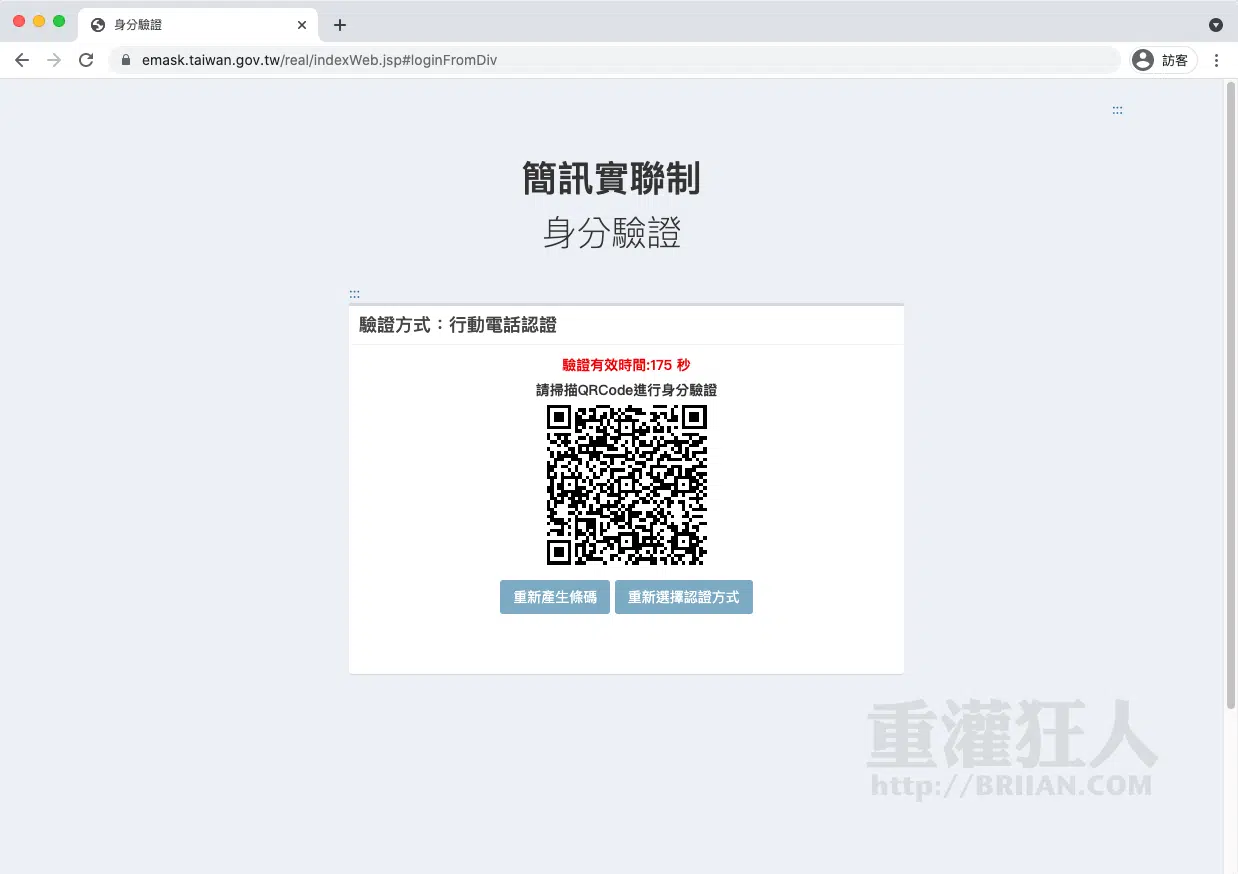 身分驗證
emask.taiwan.gov.tw/real/indexWeb.jsp#loginFromDiv
訪客
:::
簡訊實聯制
身分驗證
:::
驗證方式：行動電話認證
驗證有效時間:175 秒
請掃描QRCode進行身分驗證
重新產生條碼 重新選擇認證方式
重灌狂人
http://BRIIAN.COM